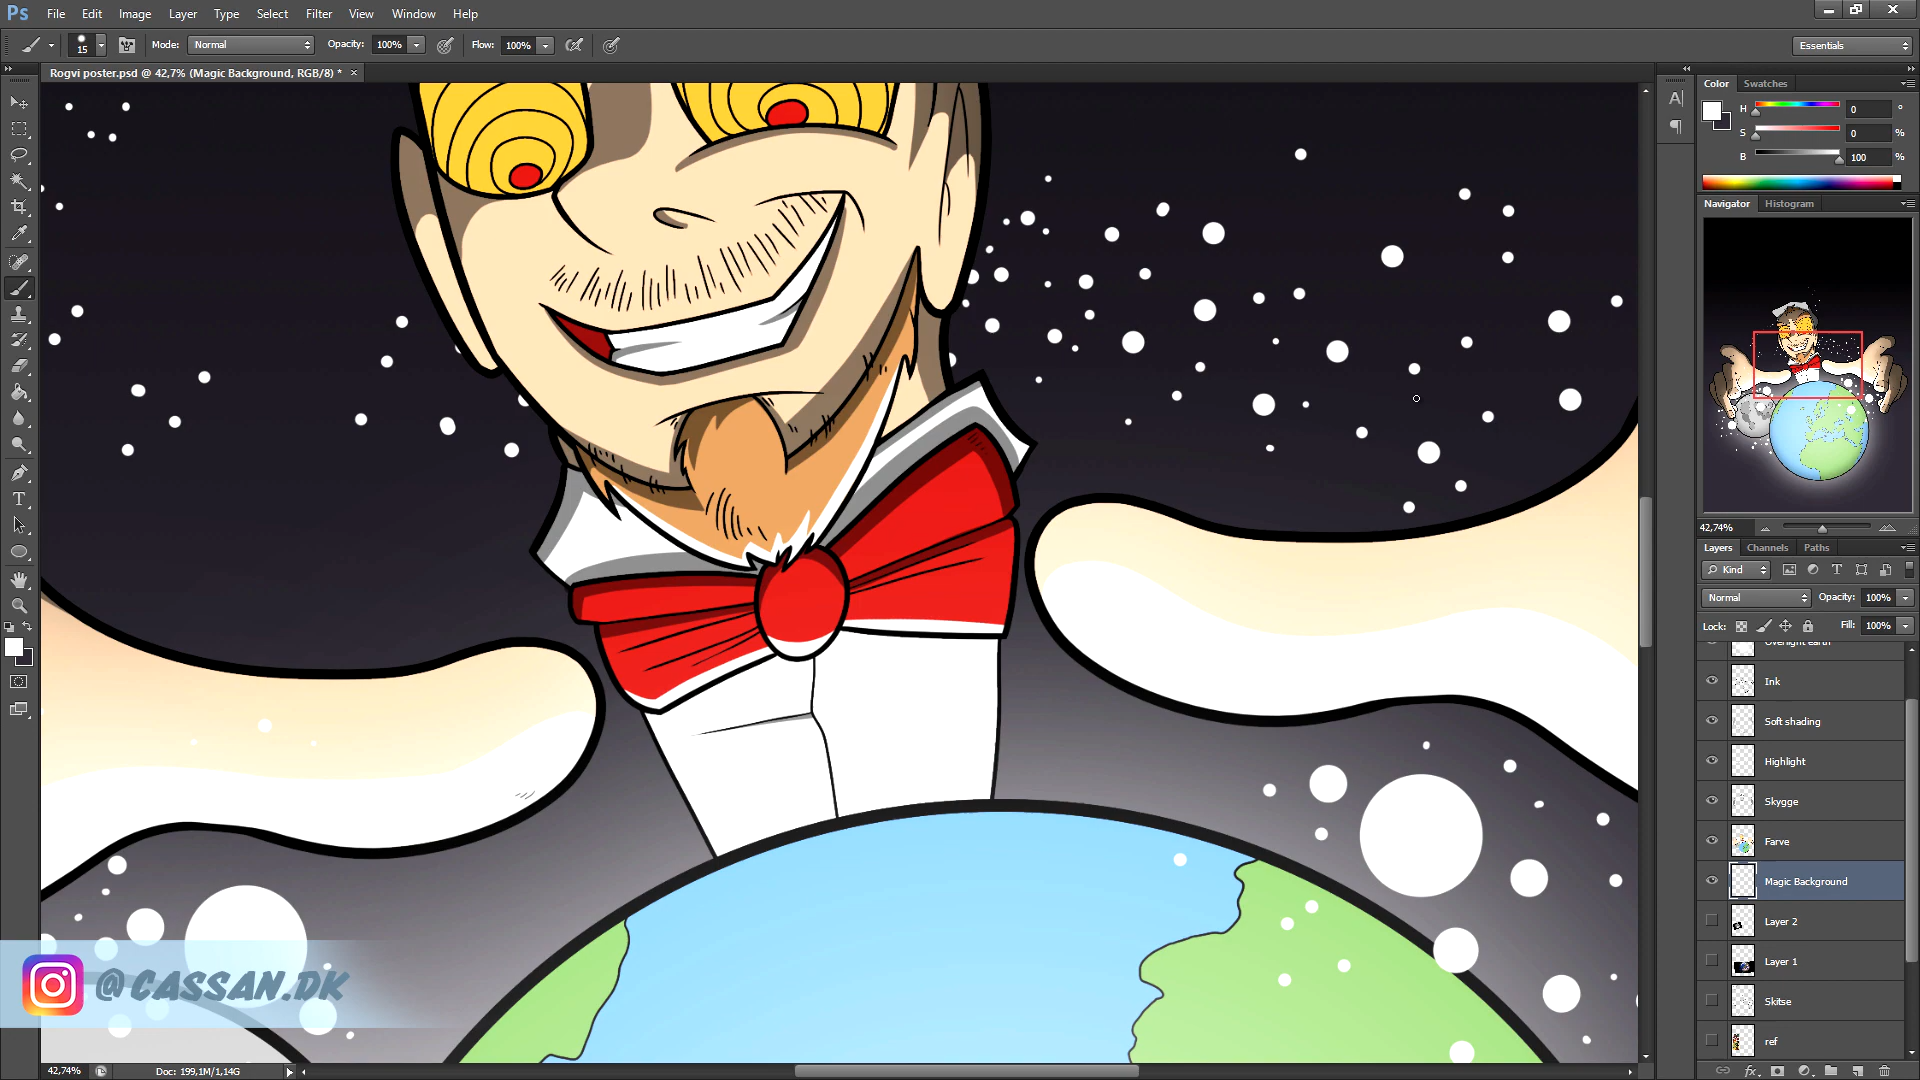 Ps File Edit Image Layer Type Select Filter View Window Help
15 Mode: Normal Opacity: 100% Flow: 100% Essentials
Rogvi poster.psd @ 42,7% (Magic Background, RGB/8) * ×
Color Swatches
H 0 °
S 0 %
B 100 %
Navigator Histogram
42,74%
Layers Channels Paths
Kind
Normal Opacity: 100%
Lock: Fill: 100%
Overlight earth
Ink
Soft shading
Highlight
Skygge
Farve
Magic Background
Layer 2
Layer 1
Skitse
ref
@CASSAN.DK
42,74% Doc: 199,1M/1,14G